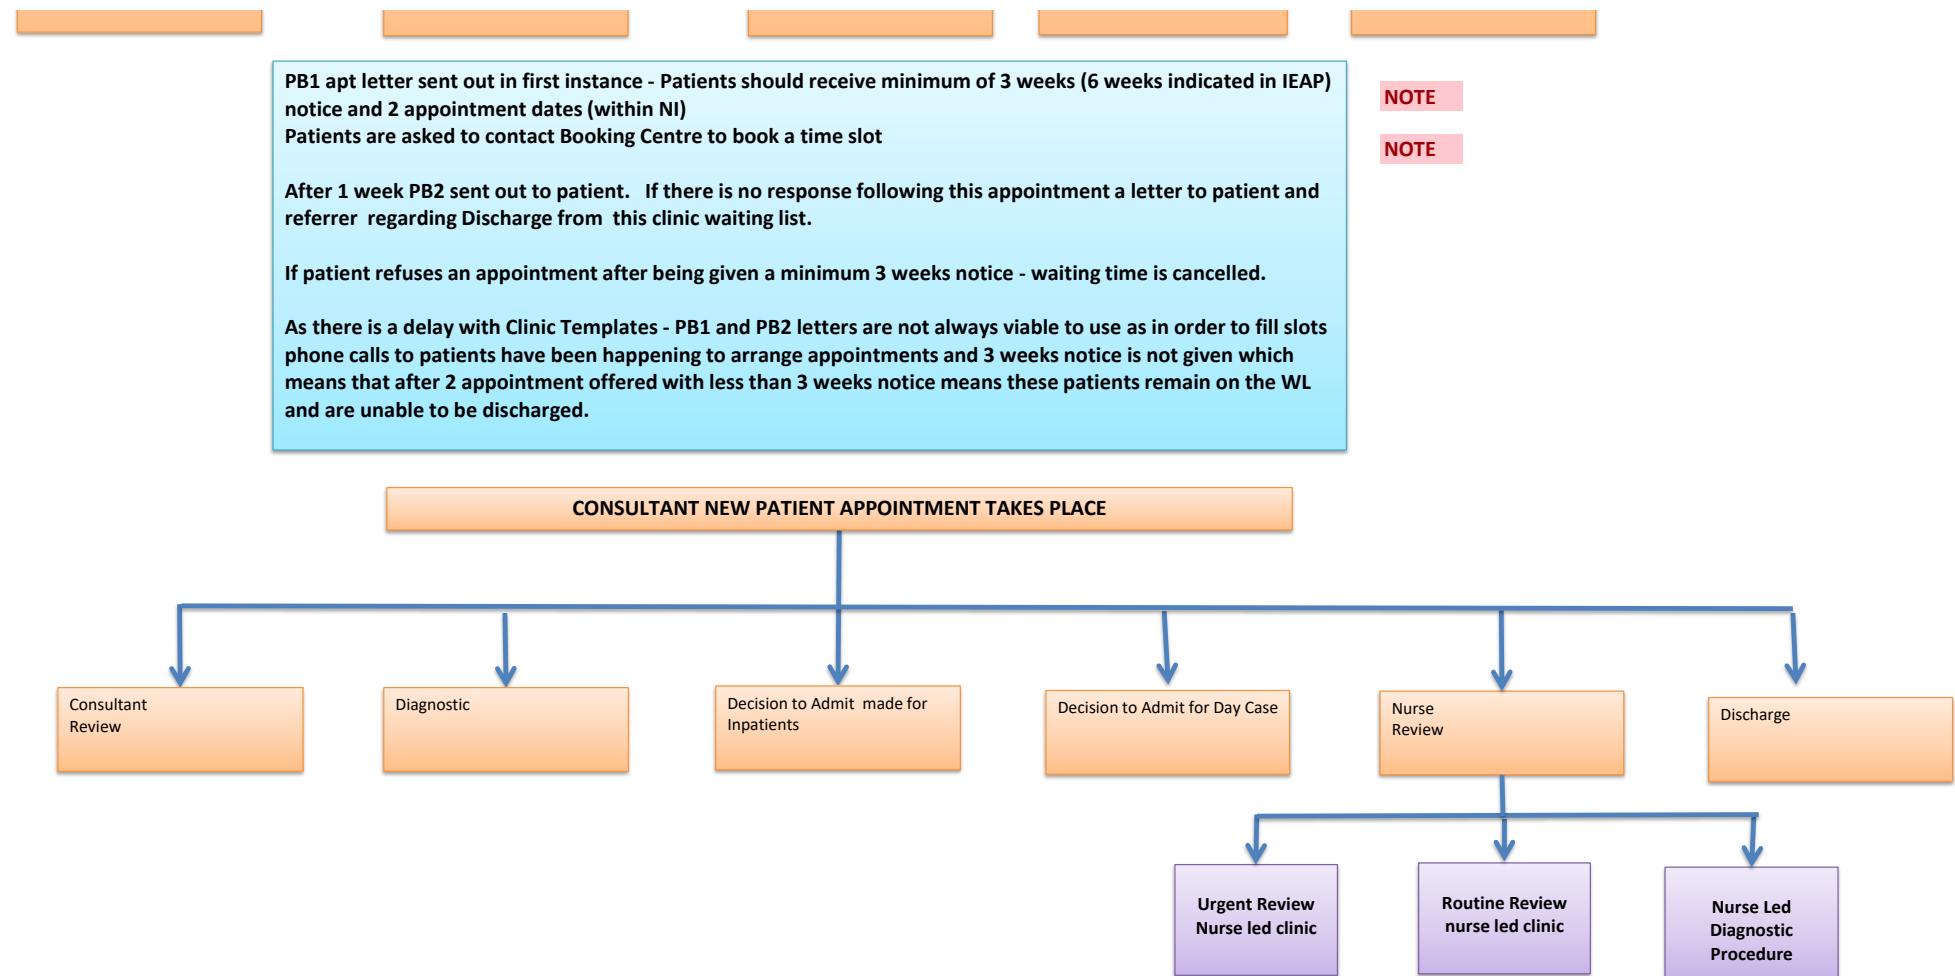 PB1 apt letter sent out in first instance - Patients should receive minimum of 3 weeks (6 weeks indicated in IEAP)
notice and 2 appointment dates (within NI)
Patients are asked to contact Booking Centre to book a time slot
NOTE
NOTE
After 1 week PB2 sent out to patient.   If there is no response following this appointment a letter to patient and
referrer  regarding Discharge from  this clinic waiting list.
If patient refuses an appointment after being given a minimum 3 weeks notice - waiting time is cancelled.
As there is a delay with Clinic Templates - PB1 and PB2 letters are not always viable to use as in order to fill slots
phone calls to patients have been happening to arrange appointments and 3 weeks notice is not given which
means that after 2 appointment offered with less than 3 weeks notice means these patients remain on the WL
and are unable to be discharged.
CONSULTANT NEW PATIENT APPOINTMENT TAKES PLACE
Consultant
Review
Diagnostic
Decision to Admit  made for
Inpatients
Decision to Admit for Day Case
Nurse
Review
Discharge
Urgent Review
Nurse led clinic
Routine Review
nurse led clinic
Nurse Led
Diagnostic
Procedure